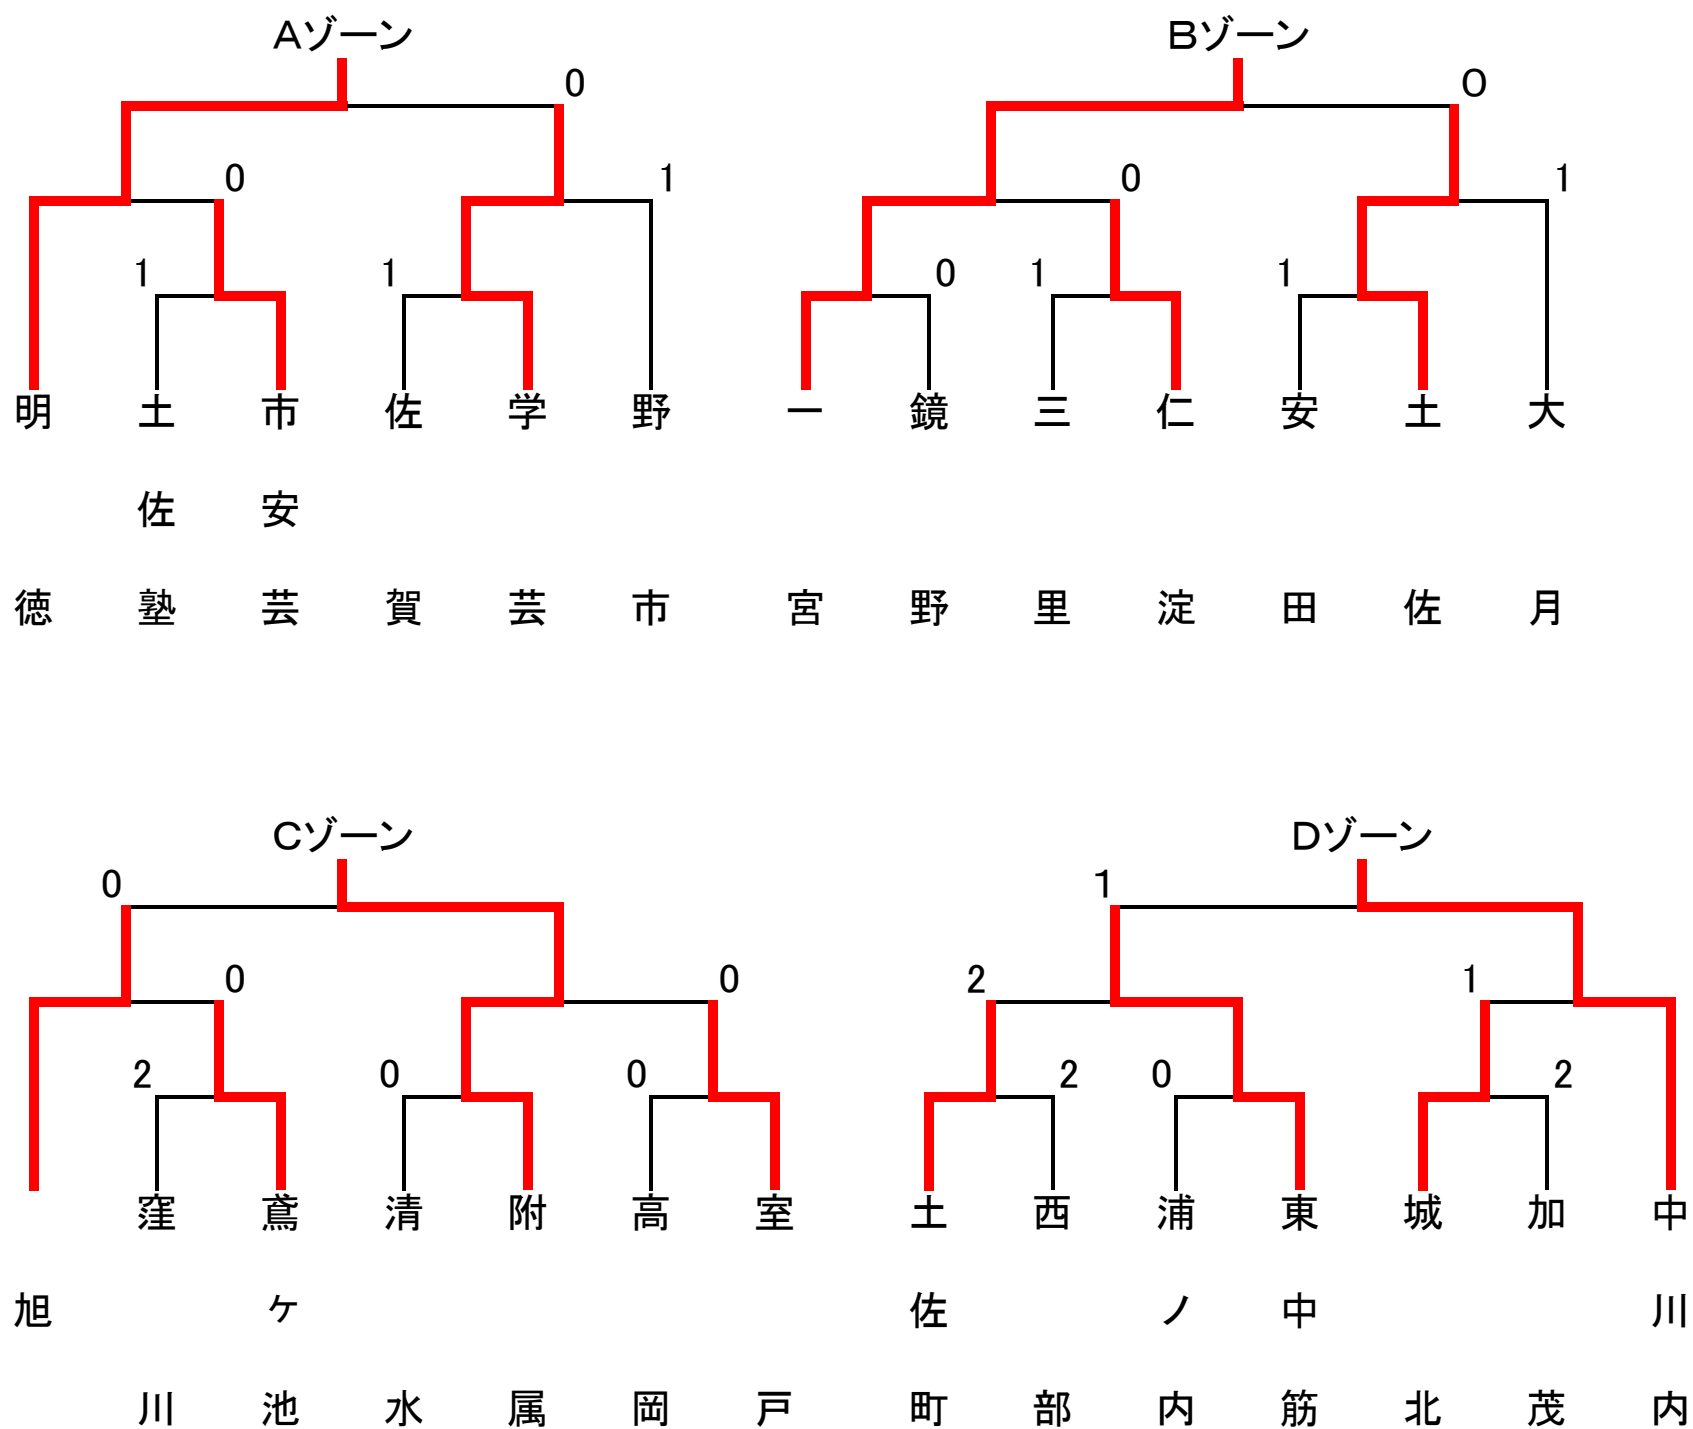 Aゾーン
Bゾーン
0
0
0
1
0
1
1
1
0
1
1
明徳
土佐塾
市安芸
佐賀
学芸
野市
一宮
鏡野
三里
仁淀
安田
土佐
大月
Cゾーン
Dゾーン
0
1
0
0
2
1
2
0
0
2
0
2
旭
窪川
鳶ケ池
清水
附属
高岡
室戸
土佐町
西部
浦ノ内
東中筋
城北
加茂
中川内